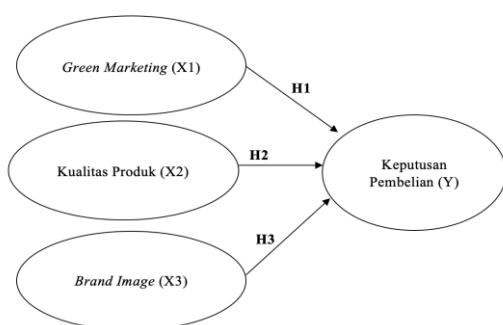 Green Marketing (X1)
H1
Kualitas Produk (X2)
H2
Keputusan
Pembelian (Y)
H3
Brand Image (X3)